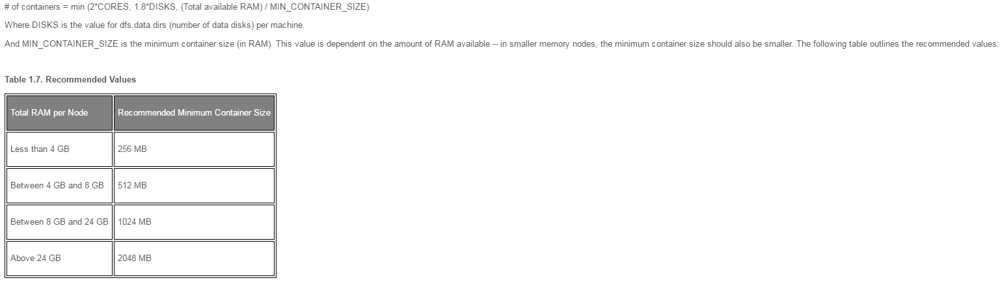 # of containers = min (2*CORES, 1.8*DISKS, (Total available RAM) / MIN_CONTAINER_SIZE)
Where DISKS is the value for dfs.data.dirs (number of data disks) per machine.
And MIN_CONTAINER_SIZE is the minimum container size (in RAM). This value is dependent on the amount of RAM available -- in smaller memory nodes, the minimum container size should also be smaller. The following table outlines the recommended values:
Table 1.7. Recommended Values
Total RAM per Node Recommended Minimum Container Size
Less than 4 GB 256 MB
Between 4 GB and 8 GB 512 MB
Between 8 GB and 24 GB 1024 MB
Above 24 GB 2048 MB